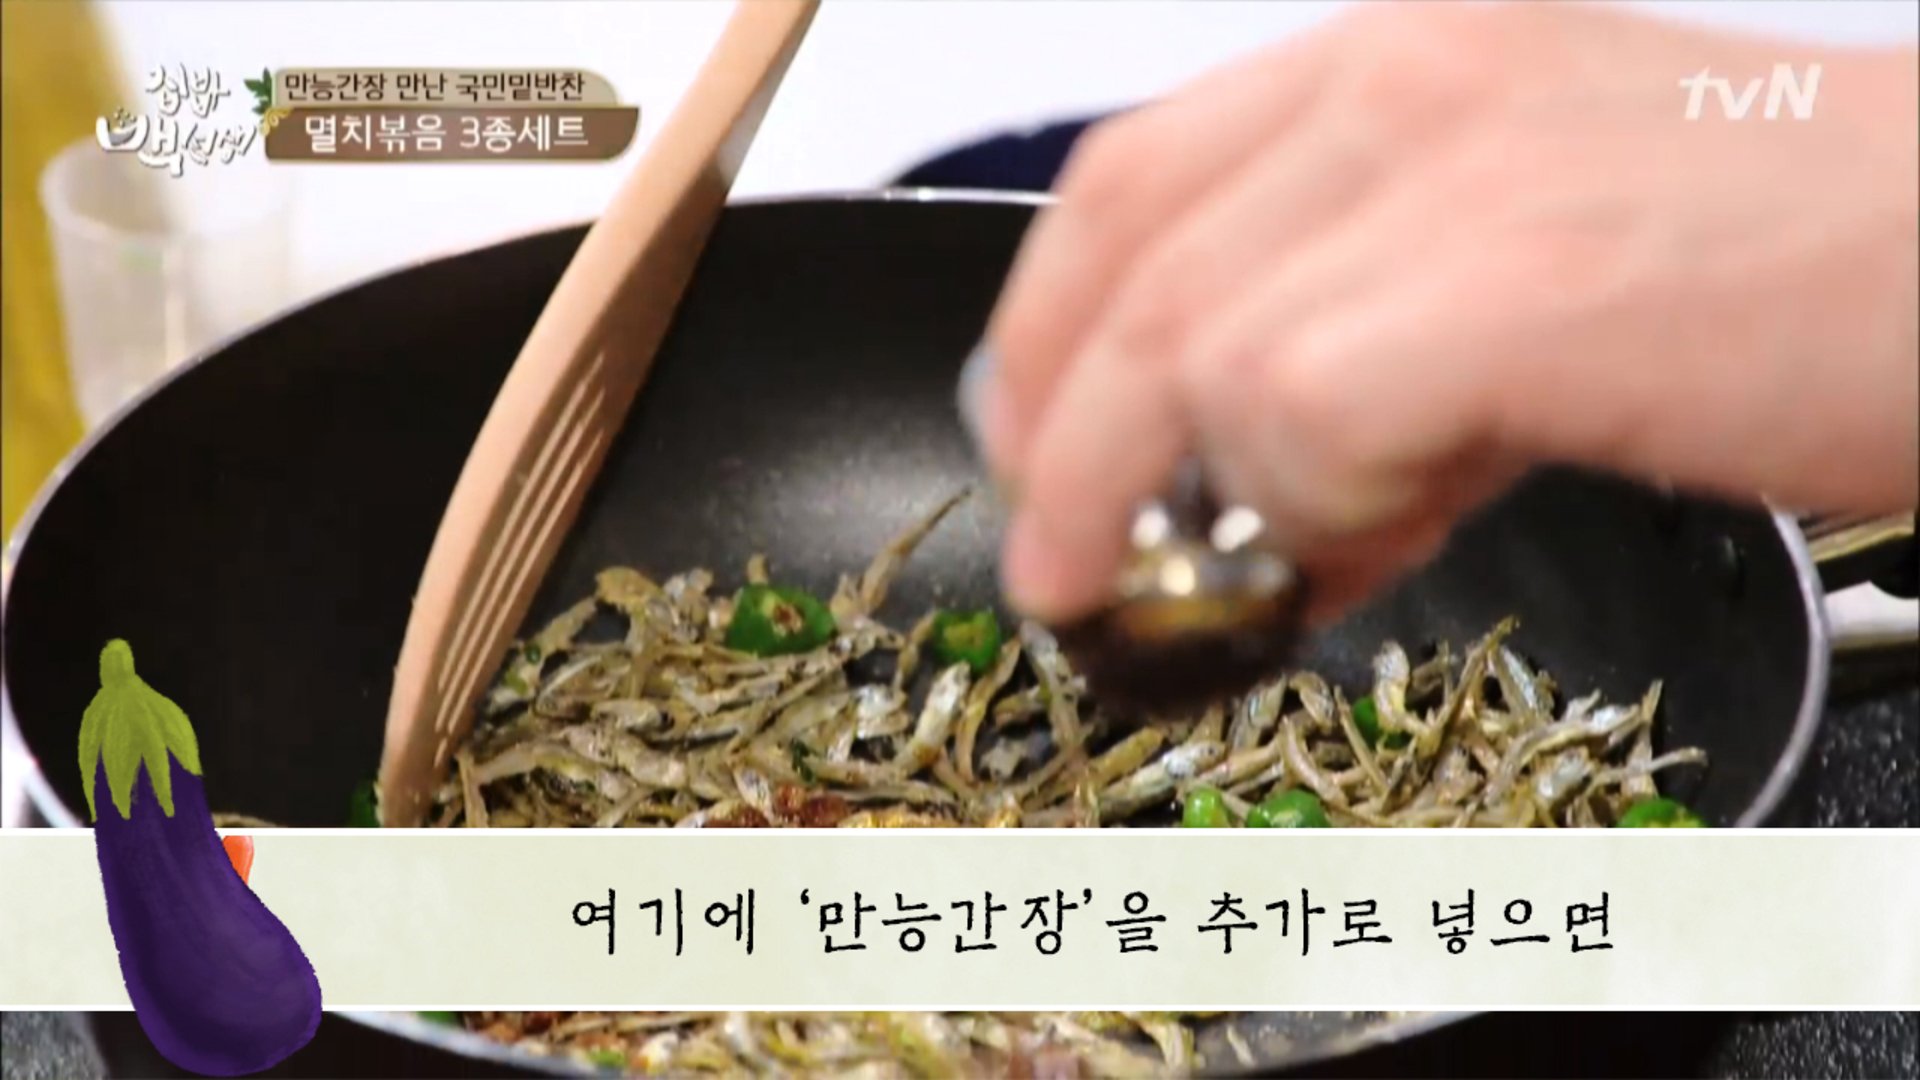 집밥
백선생
만능간장 만난 국민밑반찬
멸치볶음 3종세트
tvN
여기에 ‘만능간장’을 추가로 넣으면